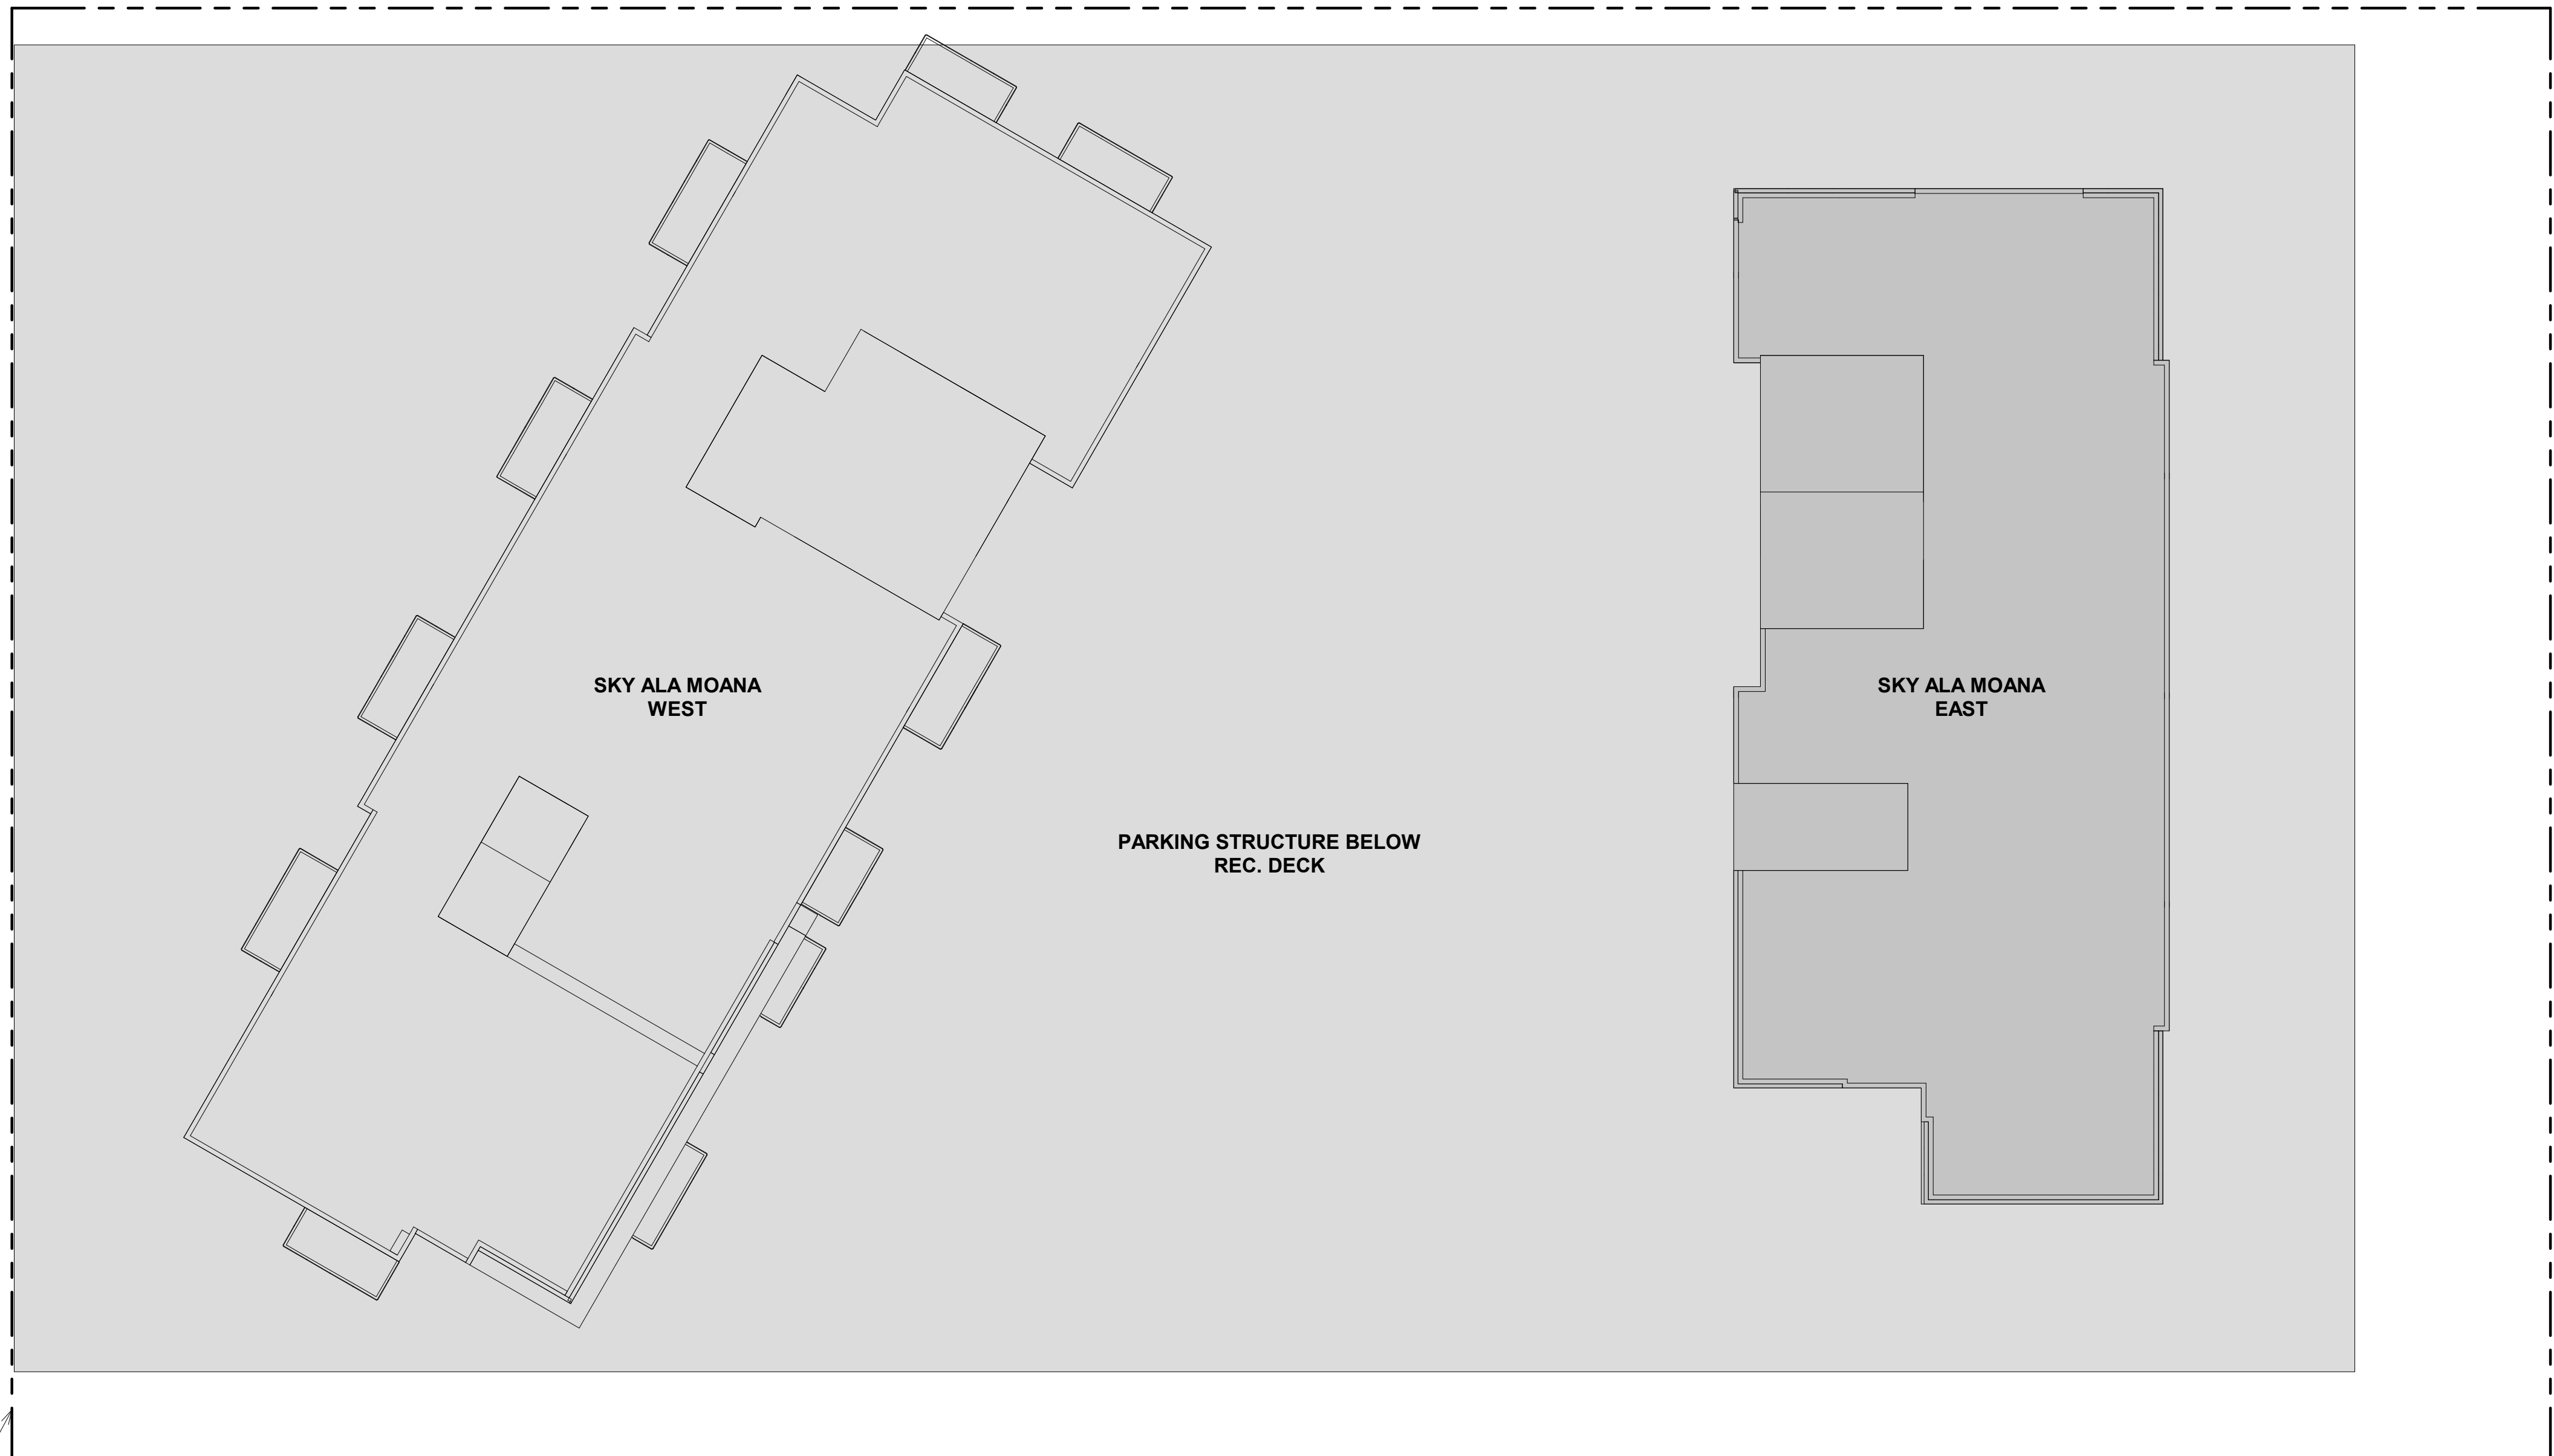 SKY ALA MOANA
WEST
SKY ALA MOANA
EAST
PARKING STRUCTURE BELOW
REC. DECK